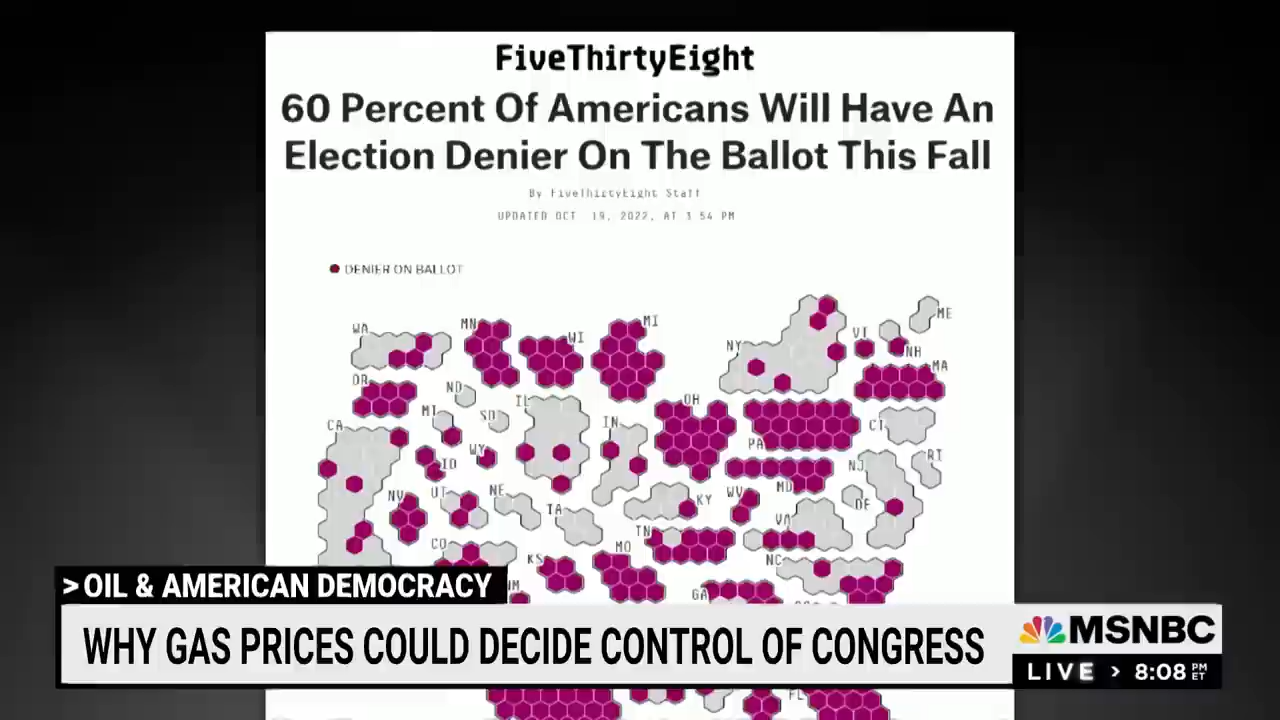 FiveThirtyEight
60 Percent Of Americans Will Have An
Election Denier On The Ballot This Fall
By FiveThirtyEight Staff
UPDATED OCT. 19, 2022, AT 3:54 PM
DENIER ON BALLOT
WA
MN
WI
MI
NY
VT
NH
ME
OR
ND
MT
SD
IL
IN
OH
MA
CA
PA
CT
ID
WY
NJ
RI
NV
UT
NE
IA
KY
WV
MD
DE
VA
CO
KS
MO
TN
NC
NM
GA
FL
> OIL & AMERICAN DEMOCRACY
WHY GAS PRICES COULD DECIDE CONTROL OF CONGRESS
MSNBC
LIVE > 8:08 PM ET